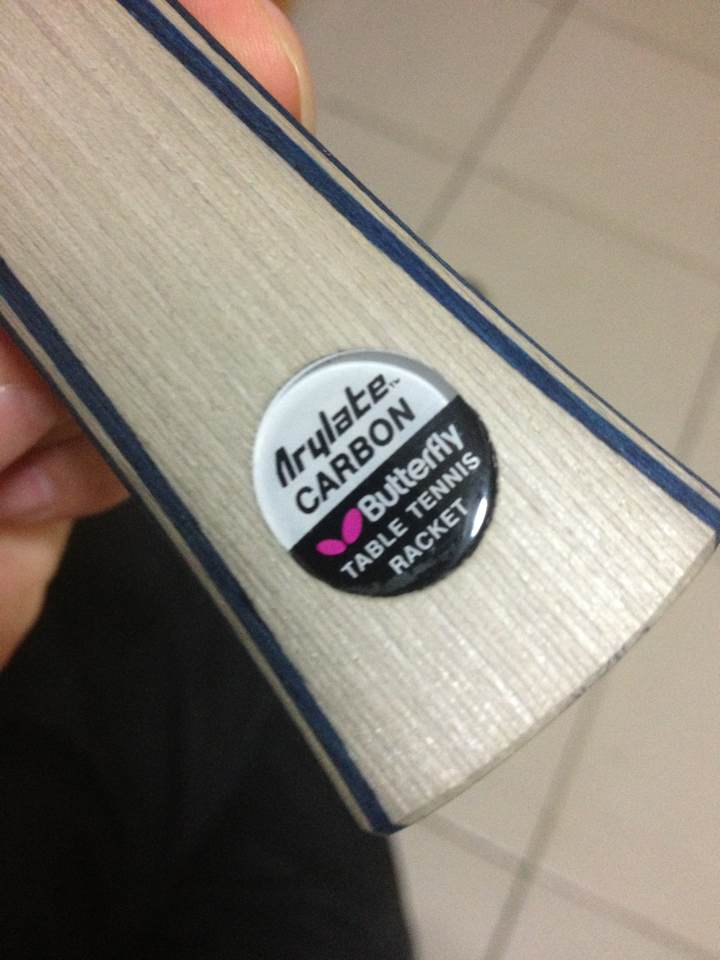 Arylate™
CARBON
Butterfly
TABLE TENNIS
RACKET